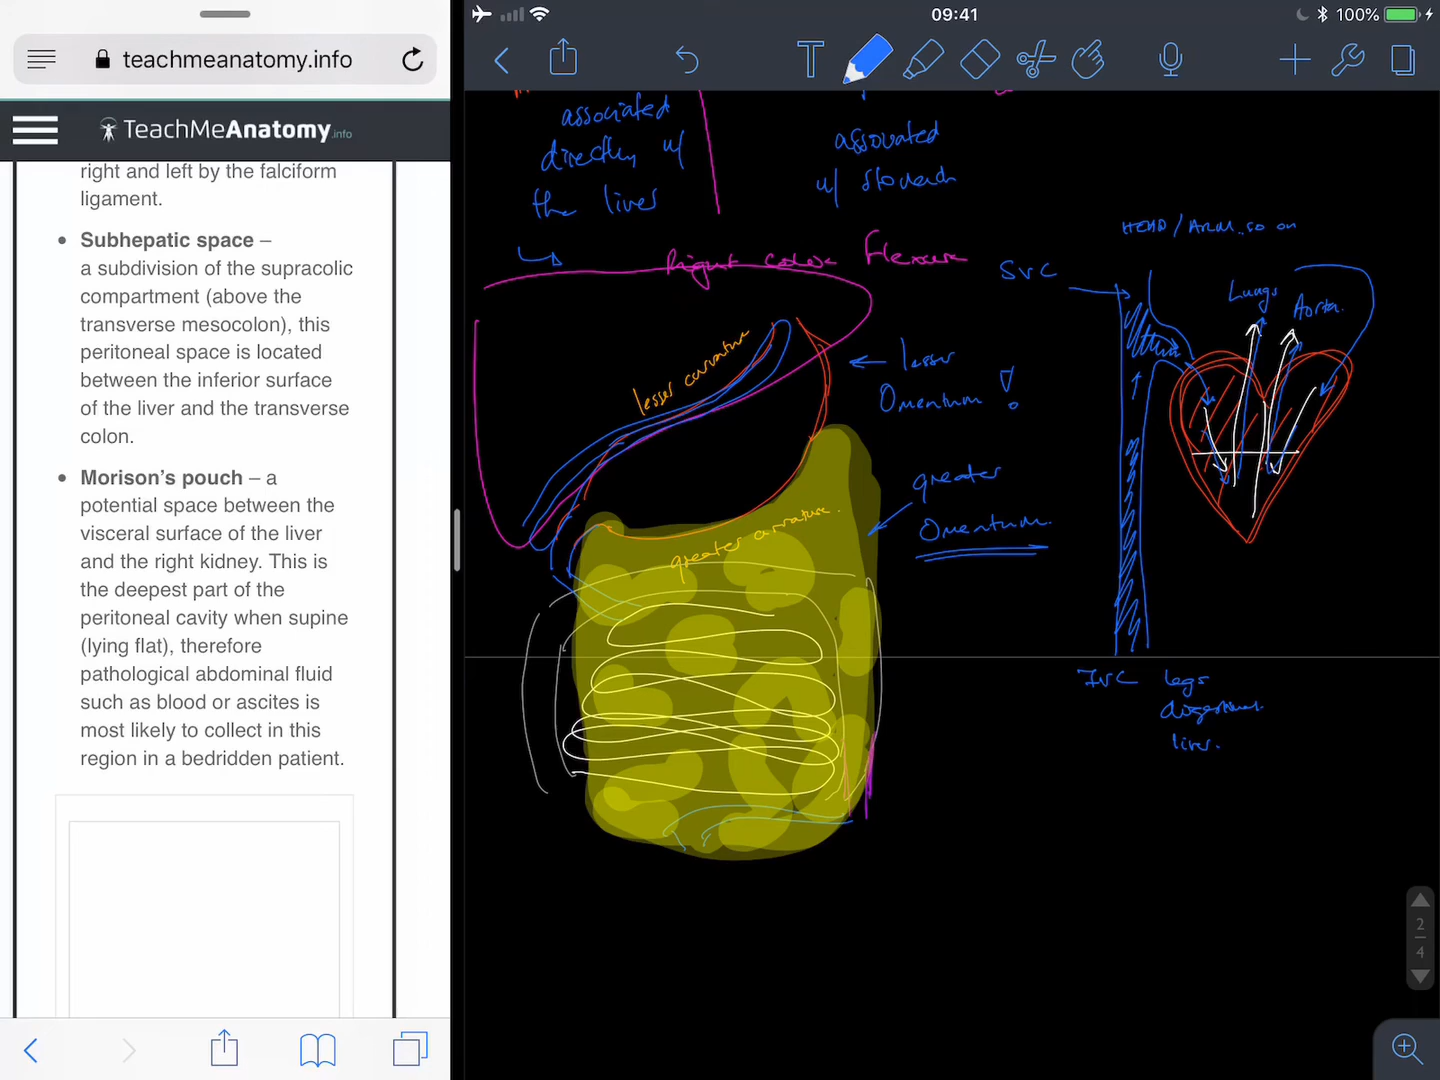 09:41
100%
teachmeanatomy.info
TeachMeAnatomy.info
right and left by the falciform
ligament.
Subhepatic space –
a subdivision of the supracolic
compartment (above the
transverse mesocolon), this
peritoneal space is located
between the inferior surface
of the liver and the transverse
colon.
Morison's pouch – a
potential space between the
visceral surface of the liver
and the right kidney. This is
the deepest part of the
peritoneal cavity when supine
(lying flat), therefore
pathological abdominal fluid
such as blood or ascites is
most likely to collect in this
region in a bedridden patient.
T
associated
directly w/
the liver
associated
w/ stomach
Right colic Flexure
lesser curvature
← lesser
Omentum !
greater
Omentum
greater curvature.
HEAD / ARM.. so on
SVC
Lungs
Aorta.
IVC legs
liver.
2
4